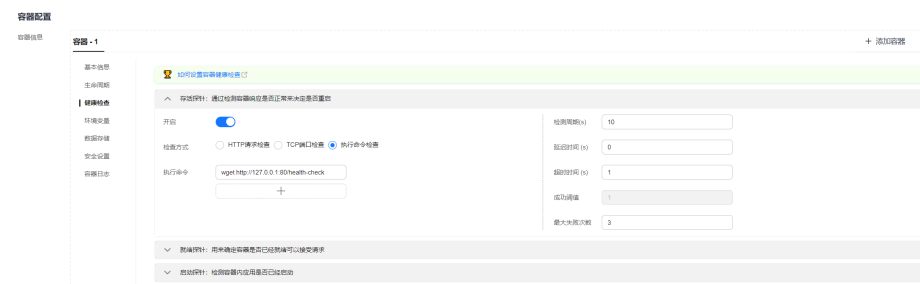 容器配置
容器信息
容器 - 1
+ 添加容器
基本信息
生命周期
健康检查
环境变量
数据存储
安全设置
容器日志
如何设置容器健康检查
存活探针：通过检测容器响应是否正常来决定是否重启
开启
检查方式
HTTP请求检查
TCP端口检查
执行命令检查
执行命令
wget http://127.0.0.1:80/health-check
检测周期(s)
10
延迟时间 (s)
0
超时时间 (s)
1
成功阈值
1
最大失败次数
3
就绪探针：用来确定容器是否已经就绪可以接受请求
启动探针：检测容器内应用是否已经启动